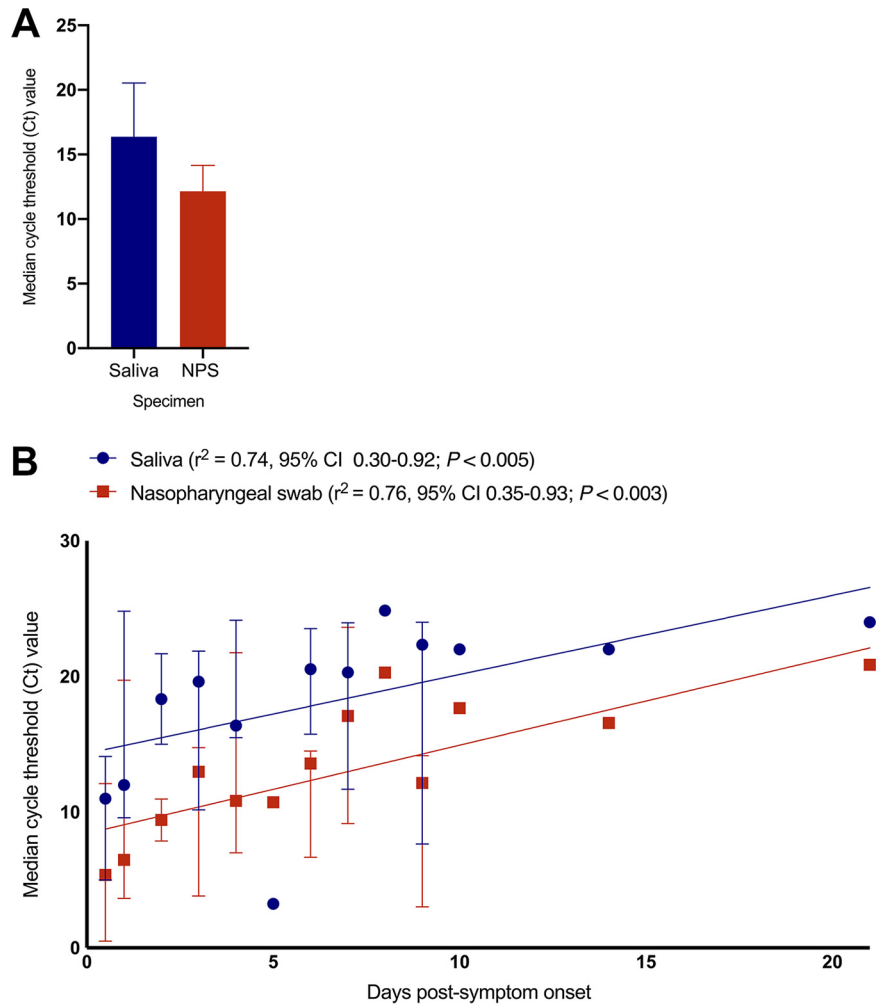 A
25
20
15
10
5
0
Median cycle threshold (Ct) value
Saliva NPS
Specimen
B
Saliva (r² = 0.74, 95% CI 0.30-0.92; P < 0.005)
Nasopharyngeal swab (r² = 0.76, 95% CI 0.35-0.93; P < 0.003)
30
20
10
0
Median cycle threshold (Ct) value
0 5 10 15 20
Days post-symptom onset